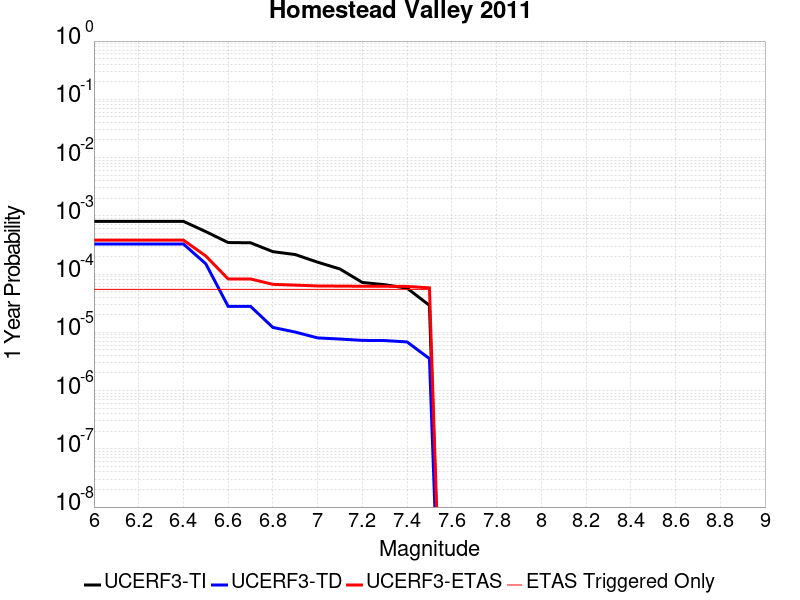 Homestead Valley 2011
1 Year Probability
10^0
10^-1
10^-2
10^-3
10^-4
10^-5
10^-6
10^-7
10^-8
6 6.2 6.4 6.6 6.8 7 7.2 7.4 7.6 7.8 8 8.2 8.4 8.6 8.8 9
Magnitude
UCERF3-TI UCERF3-TD UCERF3-ETAS ETAS Triggered Only